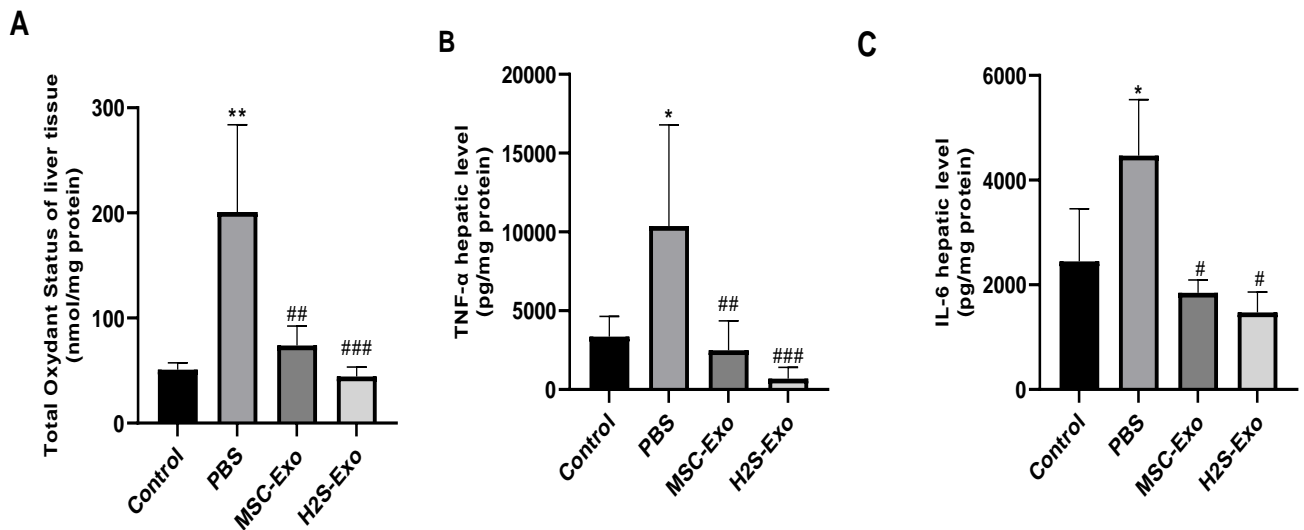 A
Total Oxydant Status of liver tissue
(nmol/mg protein)
300
200
100
0
**
##
###
Control
PBS
MSC-Exo
H2S-Exo
B
TNF-α hepatic level
(pg/mg protein)
20000
15000
10000
5000
0
*
##
###
Control
PBS
MSC-Exo
H2S-Exo
C
IL-6 hepatic level
(pg/mg protein)
6000
4000
2000
0
*
#
#
Control
PBS
MSC-Exo
H2S-Exo